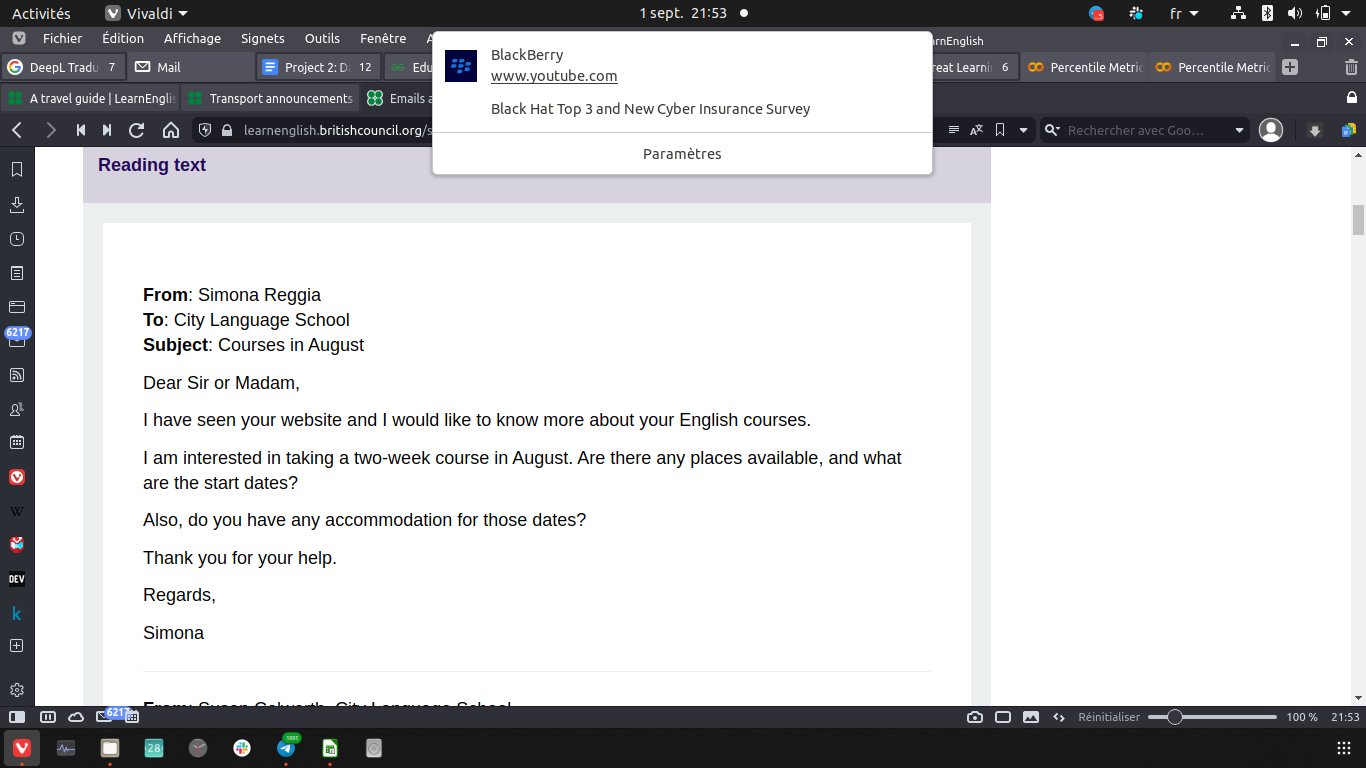 Activités Vivaldi 1 sept. 21:53 fr
Fichier Édition Affichage Signets Outils Fenêtre
BlackBerry
www.youtube.com
Black Hat Top 3 and New Cyber Insurance Survey
Paramètres
DeepL Tradu 7 Mail Project 2: D 12 6 Percentile Metric Percentile Metric
A travel guide | LearnEnglis Transport announcements Emails a
learnenglish.britishcouncil.org/s Rechercher avec Goo…
Reading text
From: Simona Reggia
To: City Language School
Subject: Courses in August
Dear Sir or Madam,
I have seen your website and I would like to know more about your English courses.
I am interested in taking a two-week course in August. Are there any places available, and what
are the start dates?
Also, do you have any accommodation for those dates?
Thank you for your help.
Regards,
Simona
6217
DEV
k
6217 Réinitialiser 100 % 21:53
28